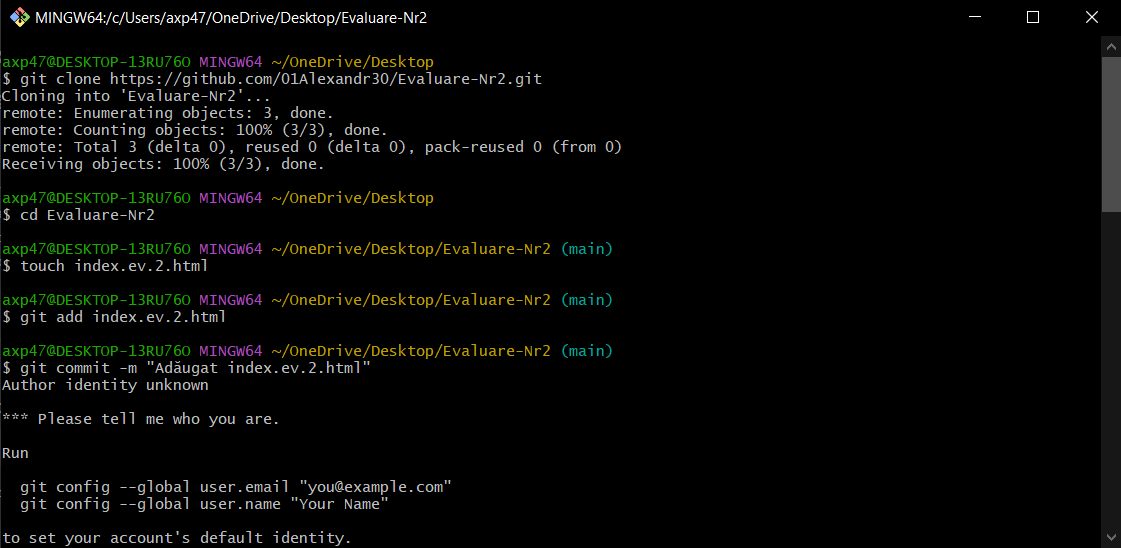 MINGW64:/c/Users/axp47/OneDrive/Desktop/Evaluare-Nr2
axp47@DESKTOP-13RU76O MINGW64 ~/OneDrive/Desktop
$ git clone https://github.com/01Alexandr30/Evaluare-Nr2.git
Cloning into 'Evaluare-Nr2'...
remote: Enumerating objects: 3, done.
remote: Counting objects: 100% (3/3), done.
remote: Total 3 (delta 0), reused 0 (delta 0), pack-reused 0 (from 0)
Receiving objects: 100% (3/3), done.
axp47@DESKTOP-13RU76O MINGW64 ~/OneDrive/Desktop
$ cd Evaluare-Nr2
axp47@DESKTOP-13RU76O MINGW64 ~/OneDrive/Desktop/Evaluare-Nr2 (main)
$ touch index.ev.2.html
axp47@DESKTOP-13RU76O MINGW64 ~/OneDrive/Desktop/Evaluare-Nr2 (main)
$ git add index.ev.2.html
axp47@DESKTOP-13RU76O MINGW64 ~/OneDrive/Desktop/Evaluare-Nr2 (main)
$ git commit -m "Adăugat index.ev.2.html"
Author identity unknown
*** Please tell me who you are.
Run
git config --global user.email "you@example.com"
git config --global user.name "Your Name"
to set your account's default identity.